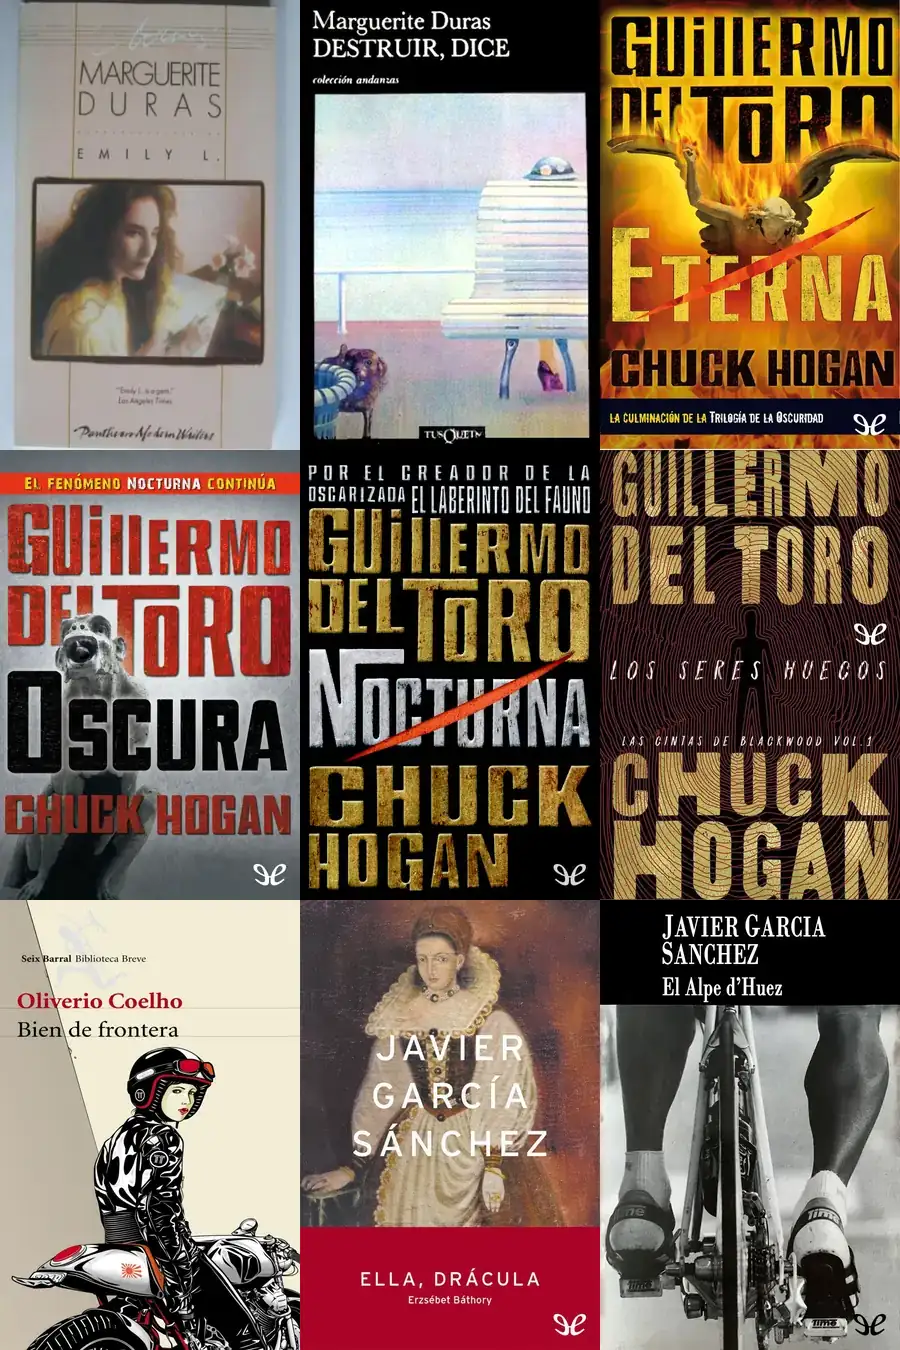 MARGUERITE
DURAS
EMILY L.
"Emily L. is a gem."
Los Angeles Times
Pantheon Modern Writers
Marguerite Duras
DESTRUIR, DICE
colección andanzas
TUSQUETS
GUILLERMO
DEL TORO
ETERNA
CHUCK HOGAN
LA CULMINACIÓN DE LA TRILOGÍA DE LA OSCURIDAD
EL FENÓMENO NOCTURNA CONTINÚA
GUILLERMO
DEL TORO
OSCURA
CHUCK HOGAN
POR EL CREADOR DE LA
OSCARIZADA EL LABERINTO DEL FAUNO
GUILLERMO
DEL TORO
NOCTURNA
CHUCK
HOGAN
GUILLERMO
DEL TORO
LOS SERES HUECOS
LAS CINTAS DE BLACKWOOD VOL.1
CHUCK
HOGAN
Seix Barral Biblioteca Breve
Oliverio Coelho
Bien de frontera
JAVIER
GARCÍA
SÁNCHEZ
ELLA, DRÁCULA
Erzsébet Báthory
JAVIER GARCIA
SANCHEZ
El Alpe d'Huez
Time
Time
Time
Time